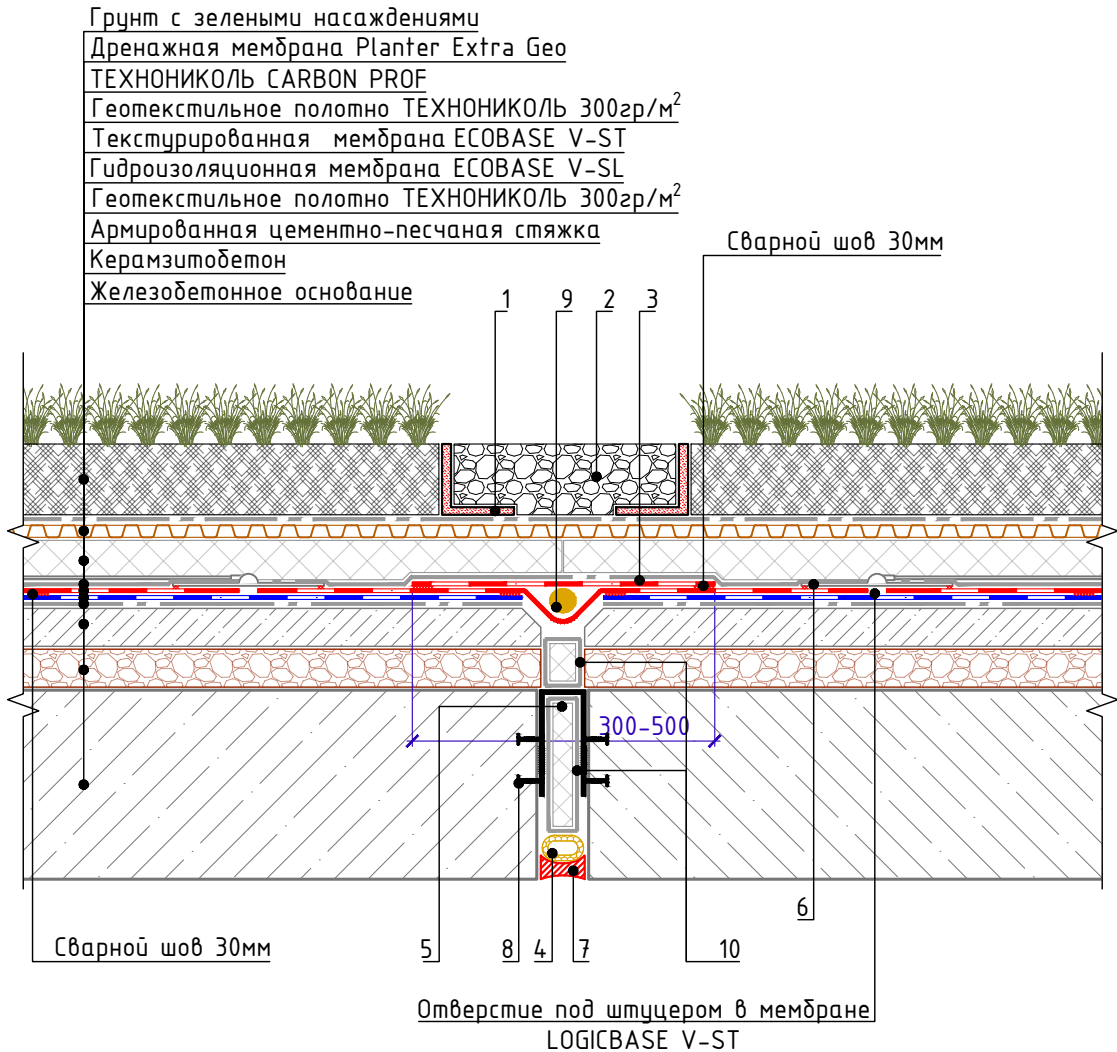 Грунт с зелеными насаждениями
Дренажная мембрана Planter Extra Geo
ТЕХНОНИКОЛЬ CARBON PROF
Геотекстильное полотно ТЕХНОНИКОЛЬ 300гр/м²
Текстурированная мембрана ECOBASE V-ST
Гидроизоляционная мембрана ECOBASE V-SL
Геотекстильное полотно ТЕХНОНИКОЛЬ 300гр/м²
Армированная цементно-песчаная стяжка
Керамзитобетон
Железобетонное основание
Сварной шов 30мм
1 9 2 3
300-500
6
Сварной шов 30мм
5 8 4 7 10
Отверстие под штуцером в мембране
LOGICBASE V-ST